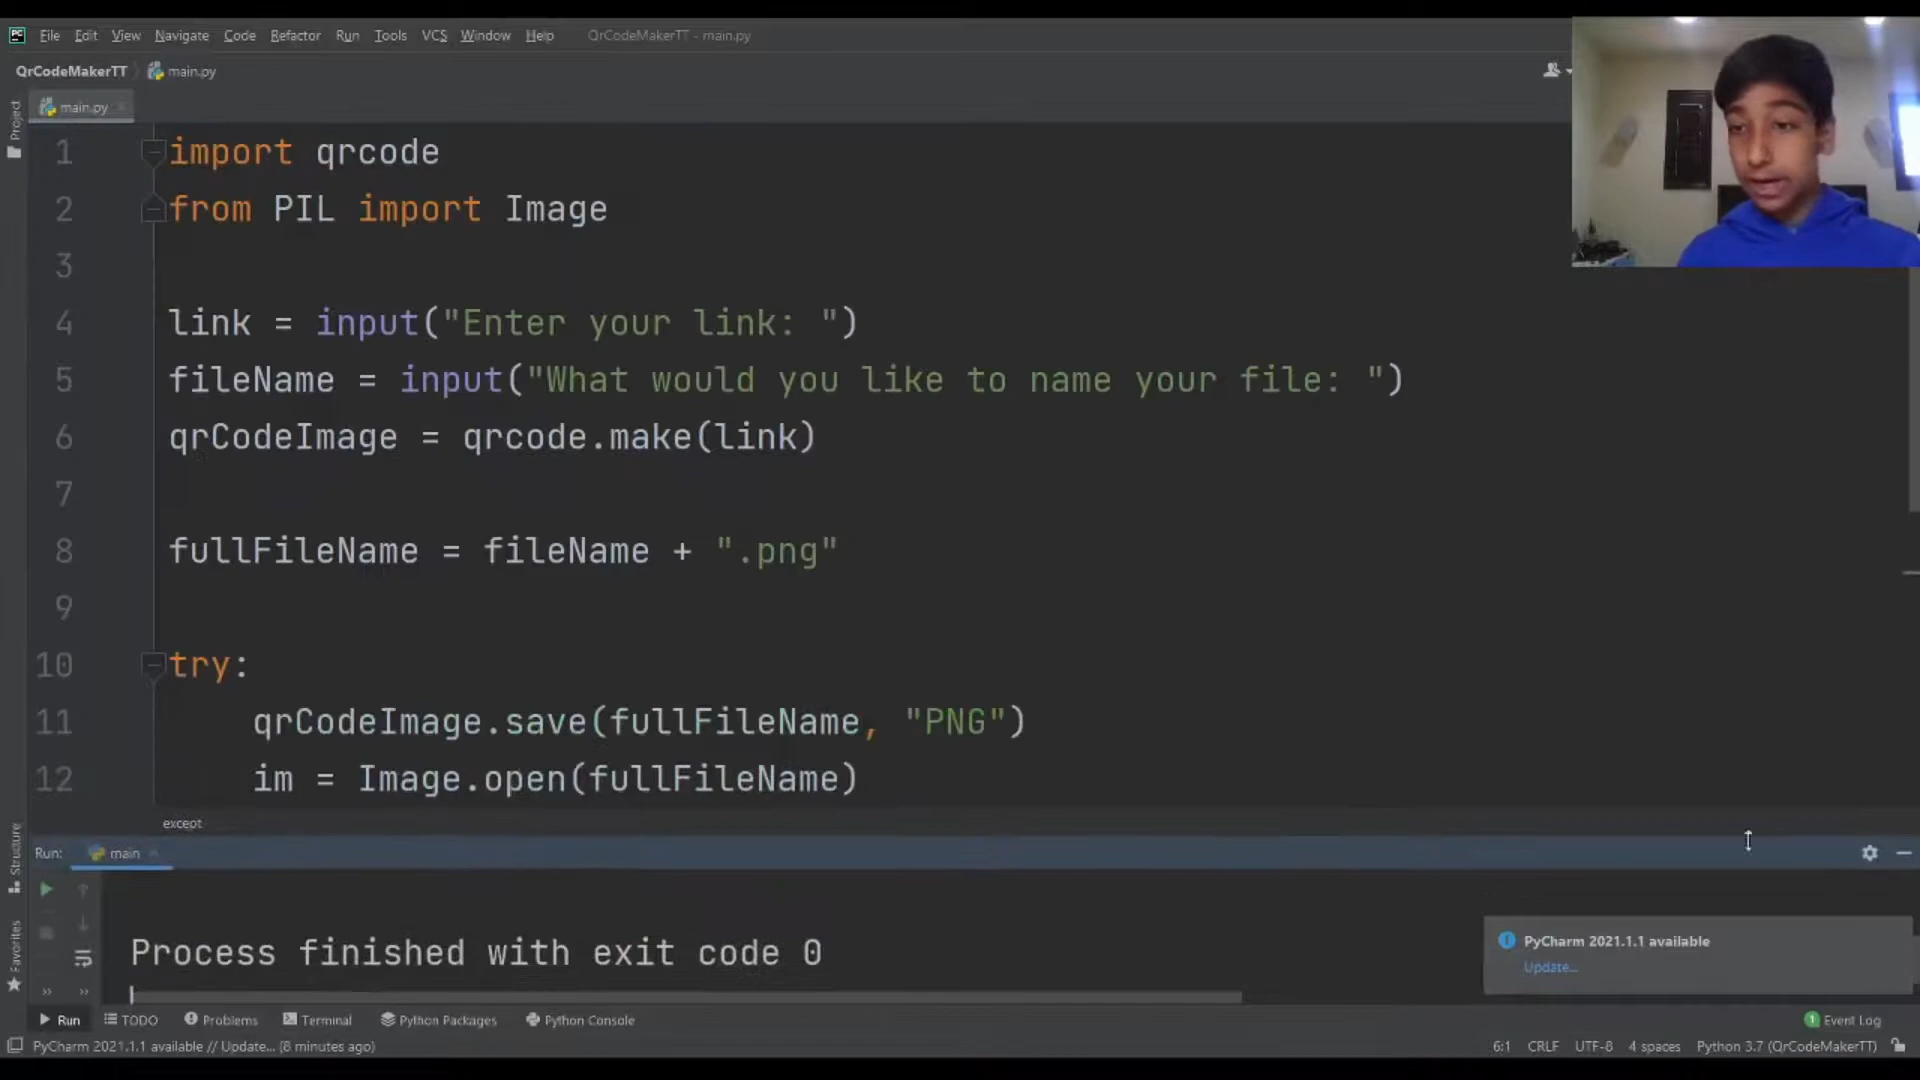 File Edit View Navigate Code Refactor Run Tools VCS Window Help QrCodeMakerTT - main.py
QrCodeMakerTT main.py
main.py
Project
1 import qrcode
2 from PIL import Image
3
4 link = input("Enter your link: ")
5 fileName = input("What would you like to name your file: ")
6 qrCodeImage = qrcode.make(link)
7
8 fullFileName = fileName + ".png"
9
10 try:
11 qrCodeImage.save(fullFileName, "PNG")
12 im = Image.open(fullFileName)
except
Structure
Favorites
Run: main
Process finished with exit code 0
PyCharm 2021.1.1 available
Update...
Run TODO Problems Terminal Python Packages Python Console 1 Event Log
PyCharm 2021.1.1 available // Update... (8 minutes ago) 6:1 CRLF UTF-8 4 spaces Python 3.7 (QrCodeMakerTT)